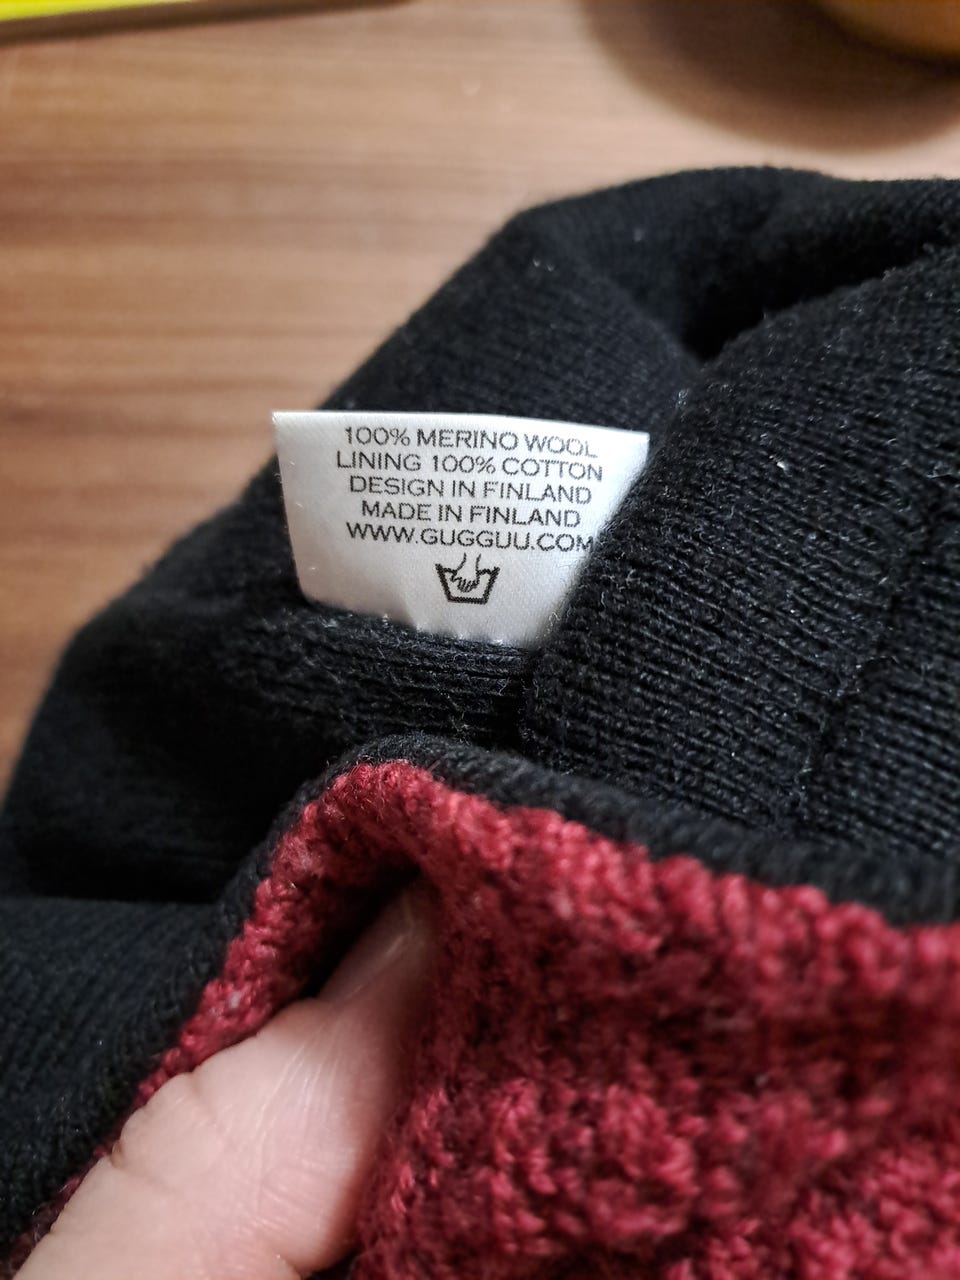 100% MERINO WOOL
LINING 100% COTTON
DESIGN IN FINLAND
MADE IN FINLAND
WWW.GUGGUU.COM